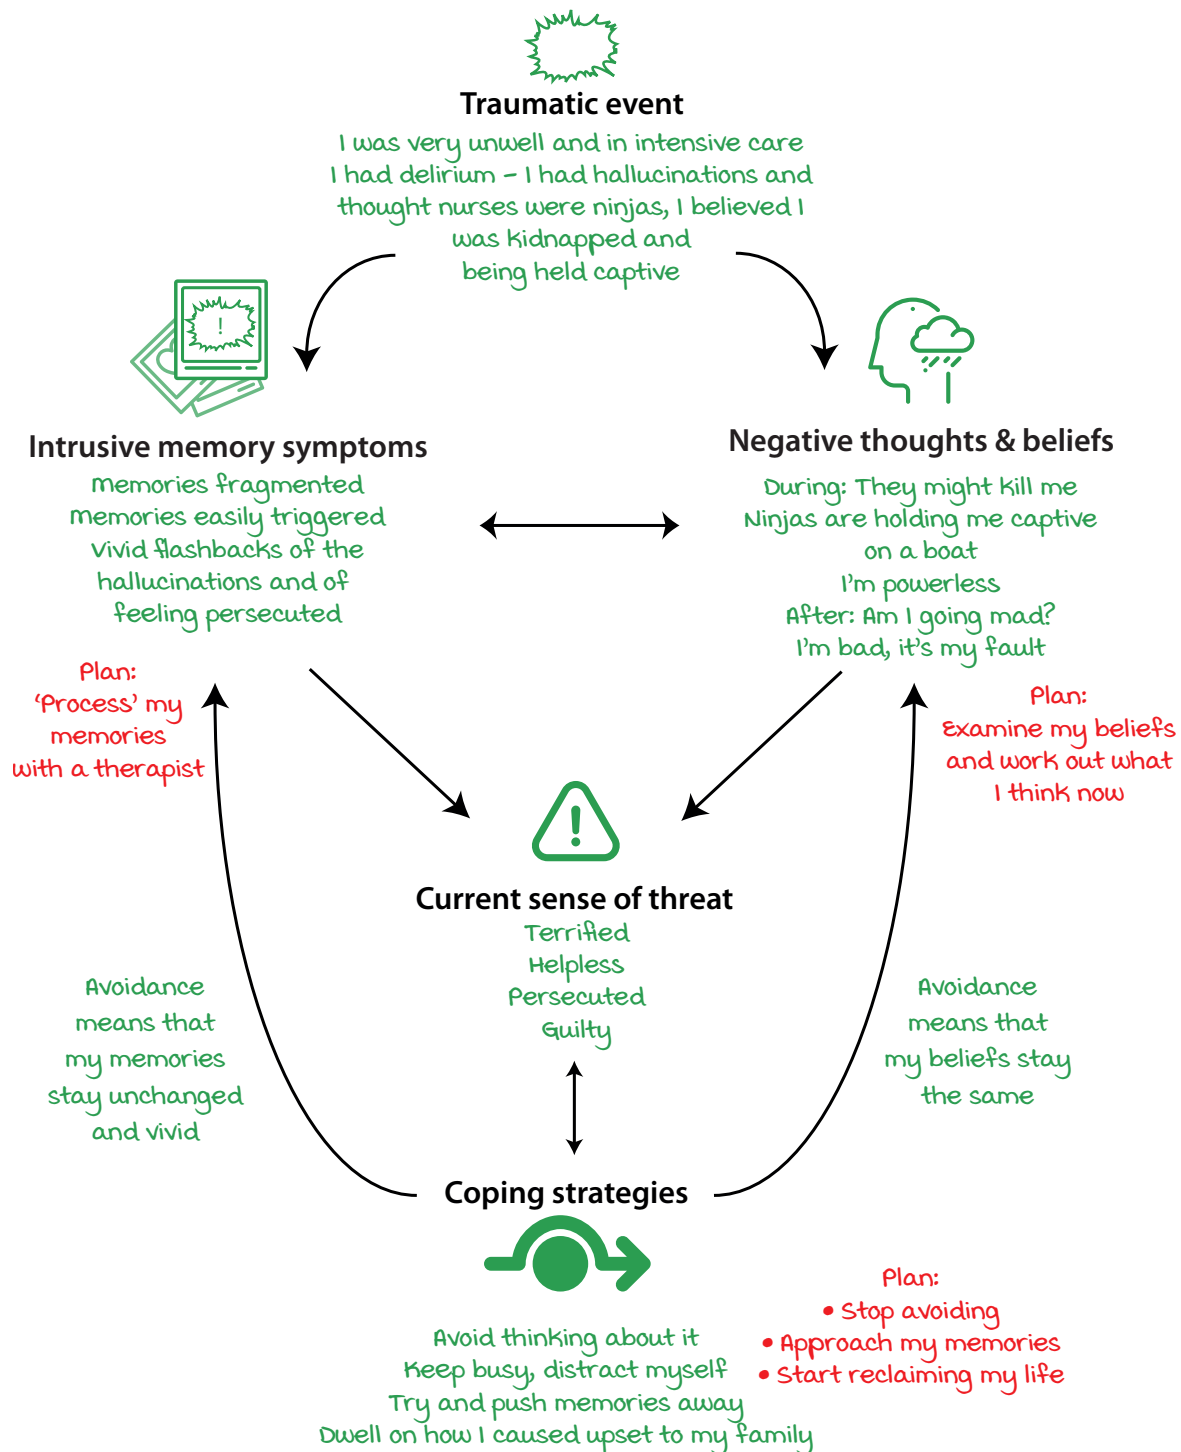 Traumatic event
I was very unwell and in intensive care
I had delirium – I had hallucinations and
thought nurses were ninjas, I believed I
was kidnapped and
being held captive
!
Intrusive memory symptoms
Memories fragmented
Memories easily triggered
Vivid flashbacks of the
hallucinations and of
feeling persecuted
Negative thoughts & beliefs
During: They might kill me
Ninjas are holding me captive
on a boat
I'm powerless
After: Am I going mad?
I'm bad, it's my fault
Plan:
‘Process’ my
memories
with a therapist
Plan:
Examine my beliefs
and work out what
I think now
!
Current sense of threat
Terrified
Helpless
Persecuted
Guilty
Avoidance
means that
my memories
stay unchanged
and vivid
Avoidance
means that
my beliefs stay
the same
Coping strategies
Avoid thinking about it
Keep busy, distract myself
Try and push memories away
Dwell on how I caused upset to my family
Plan:
• Stop avoiding
• Approach my memories
• Start reclaiming my life